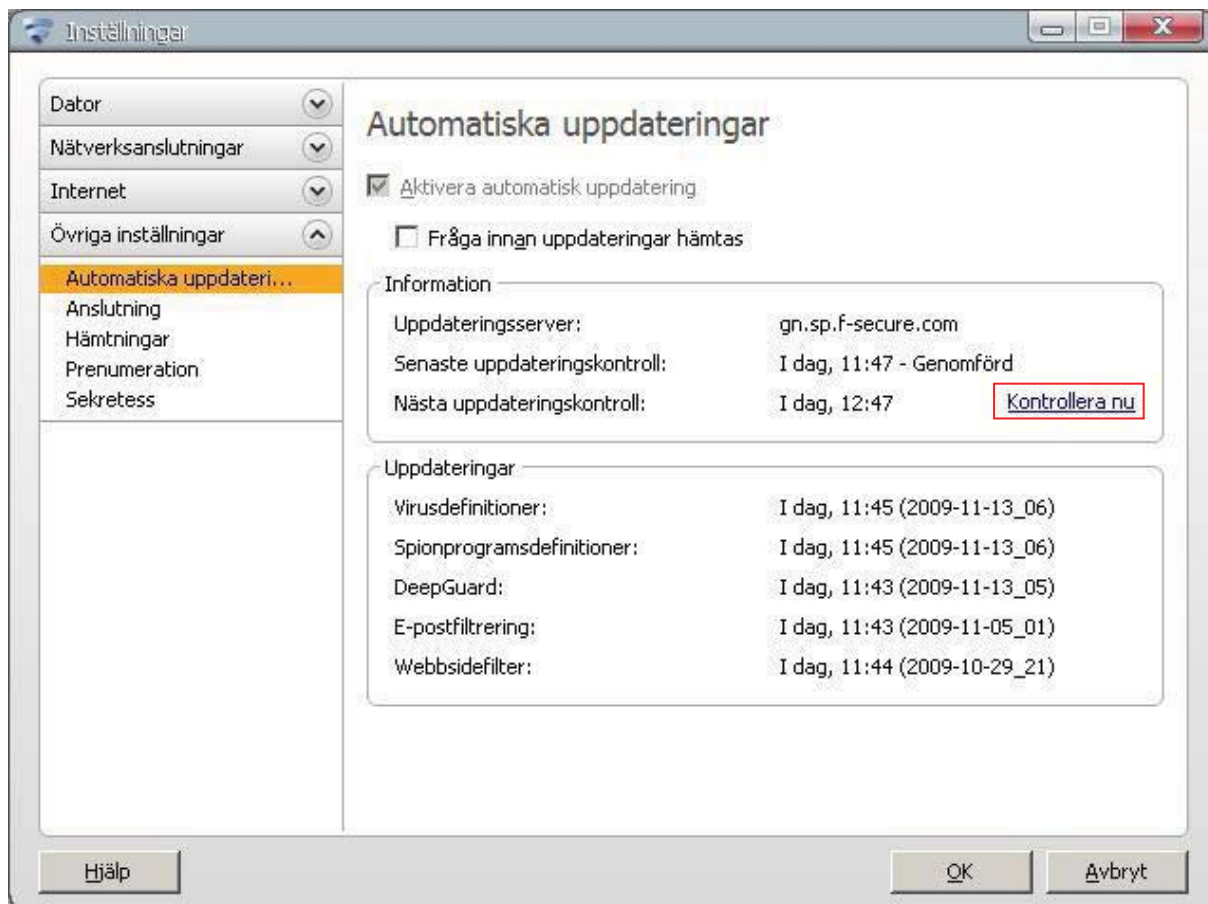 Inställningar
Dator
Nätverksanslutningar
Internet
Övriga inställningar
Automatiska uppdateri...
Anslutning
Hämtningar
Prenumeration
Sekretess
Automatiska uppdateringar
Aktivera automatisk uppdatering
Fråga innan uppdateringar hämtas
Information
Uppdateringsserver: gn.sp.f-secure.com
Senaste uppdateringskontroll: I dag, 11:47 - Genomförd
Nästa uppdateringskontroll: I dag, 12:47 Kontrollera nu
Uppdateringar
Virusdefinitioner: I dag, 11:45 (2009-11-13_06)
Spionprogramsdefinitioner: I dag, 11:45 (2009-11-13_06)
DeepGuard: I dag, 11:43 (2009-11-13_05)
E-postfiltrering: I dag, 11:43 (2009-11-05_01)
Webbsidefilter: I dag, 11:44 (2009-10-29_21)
Hjälp OK Avbryt